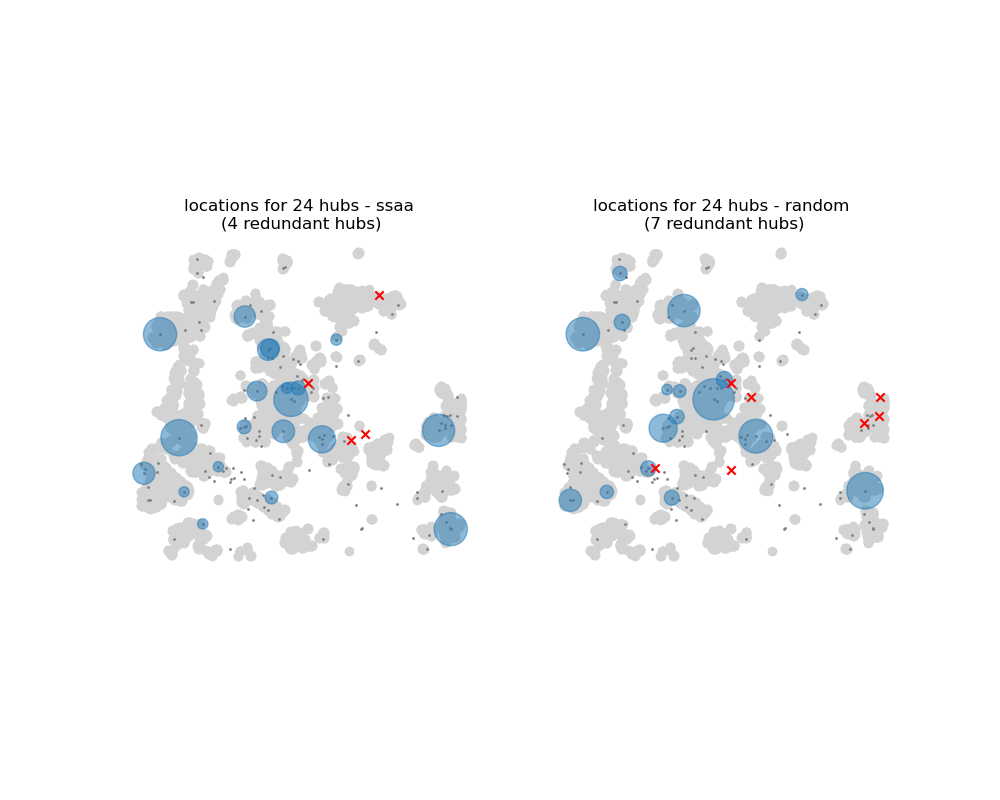 locations for 24 hubs - ssaa
(4 redundant hubs)
locations for 24 hubs - random
(7 redundant hubs)